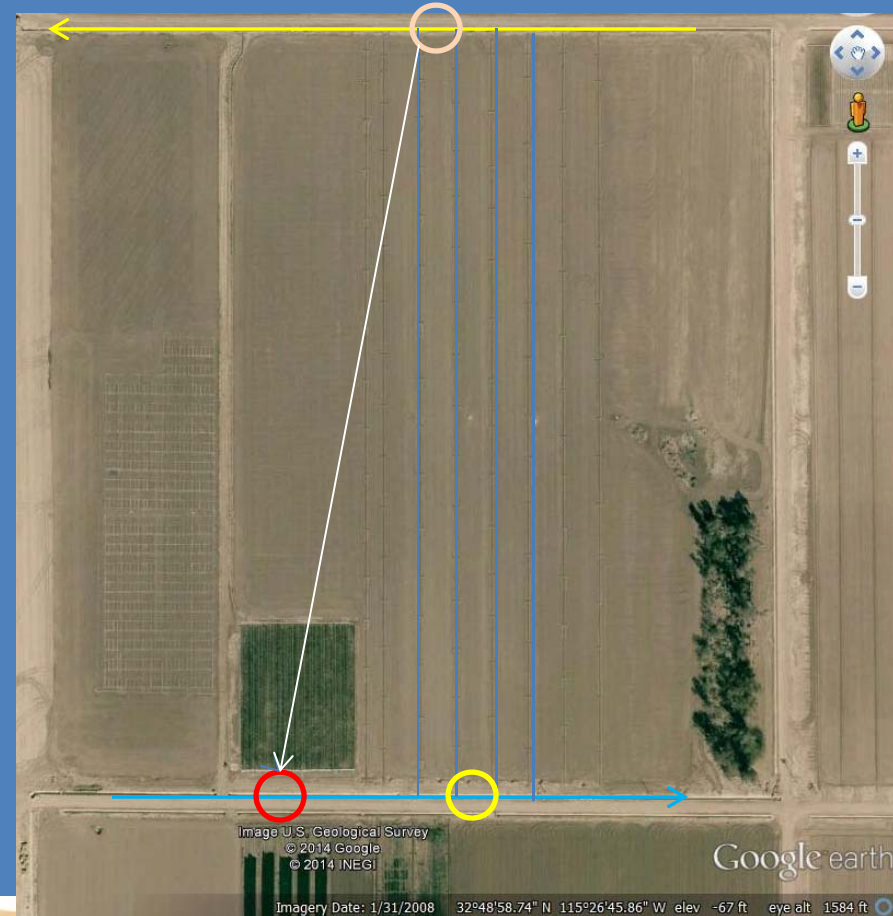 Image U.S. Geological Survey
© 2014 Google
© 2014 INEGI
Google earth
Imagery Date: 1/31/2008 32°48'58.74" N 115°26'45.86" W elev -67 ft eye alt 1584 ft